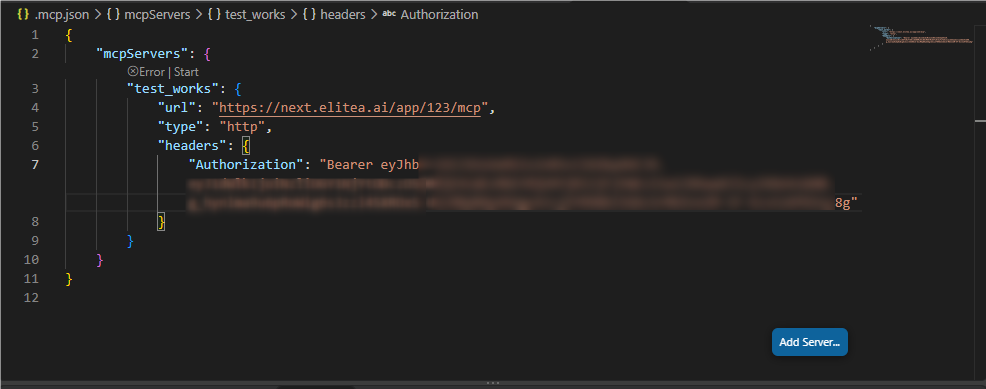 .mcp.json > {} mcpServers > {} test_works > {} headers > abc Authorization
1 {
2 "mcpServers": {
Error | Start
3 "test_works": {
4 "url": "https://next.elitea.ai/app/123/mcp",
5 "type": "http",
6 "headers": {
7 "Authorization": "Bearer eyJhb
8g"
8 }
9 }
10 }
11 }
12
Add Server...